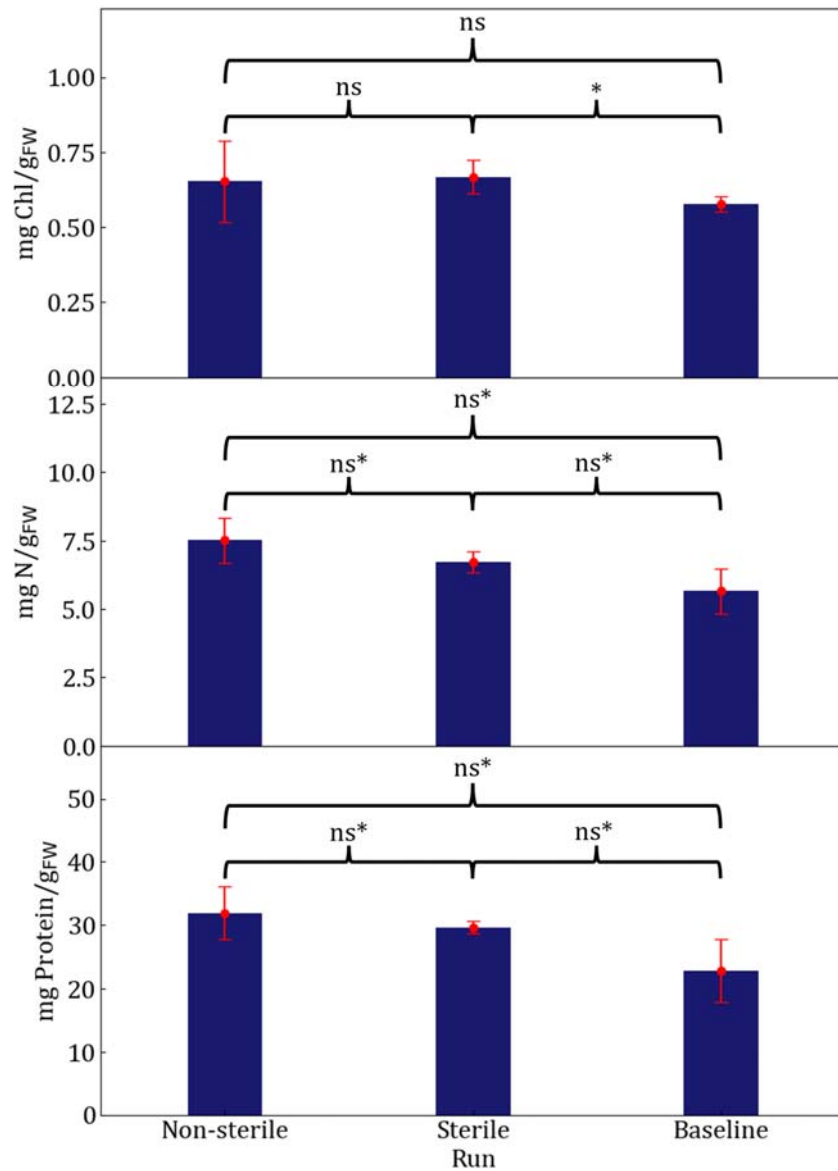 ns
ns
*
1.00
0.75
0.50
0.25
0.00
mg Chl/gFW
ns*
ns*
ns*
12.5
10.0
7.5
5.0
2.5
0.0
mg N/gFW
ns*
ns*
ns*
50
40
30
20
10
0
mg Protein/gFW
Non-sterile Sterile Baseline
Run